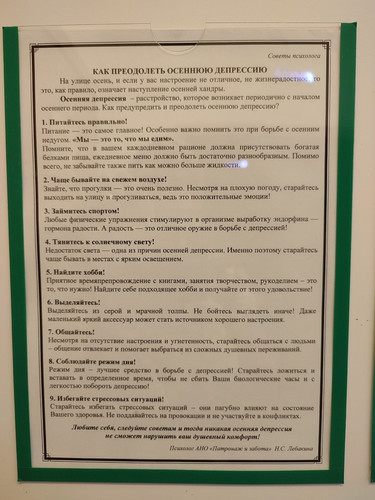 Советы психолога
КАК ПРЕОДОЛЕТЬ ОСЕННЮЮ ДЕПРЕССИЮ
На улице осень, и если у вас настроение не отличное, не жизнерадостное, то
это, как правило, означает наступление осенней хандры.
Осенняя депрессия – расстройство, которое возникает периодично с началом
осеннего периода. Как предупредить и преодолеть осеннюю депрессию?
1. Питайтесь правильно!
Питание — это самое главное! Особенно важно помнить это при борьбе с осенним
недугом. «Мы — это то, что мы едим».
Помните, что в вашем каждодневном рационе должна присутствовать богатая
белками пища, ежедневное меню должно быть достаточно разнообразным. Помимо
всего, не забывайте также пить как можно больше жидкости.
2. Чаще бывайте на свежем воздухе!
Знайте, что прогулки — это очень полезно. Несмотря на плохую погоду, старайтесь
выходить на улицу и прогуливаться, ведь это положительные эмоции!
3. Займитесь спортом!
Любые физические упражнения стимулируют в организме выработку эндорфина —
гормона радости. А радость — это отличное оружие в борьбе с депрессией!
4. Тянитесь к солнечному свету!
Недостаток света — одна из причин осенней депрессии. Именно поэтому старайтесь
чаще бывать в местах с ярким освещением.
5. Найдите хобби!
Приятное времяпрепровождение с книгами, занятия творчеством, рукоделием – это
то, что нужно! Найдите себе подходящее хобби и получайте от этого удовольствие!
6. Выделяйтесь!
Выделяйтесь из серой и мрачной толпы. Не бойтесь выглядеть иначе! Даже
маленький яркий аксессуар может стать источником хорошего настроения.
7. Общайтесь!
Несмотря на отсутствие настроения и угнетенность, старайтесь общаться с людьми
– общение отвлекает и помогает выбраться из сложных душевных переживаний.
8. Соблюдайте режим дня!
Режим дня – лучшее средство в борьбе с депрессией! Старайтесь ложиться и
вставать в определенное время, чтобы не сбить Ваши биологические часы и с
легкостью побороть депрессию!
9. Избегайте стрессовых ситуаций!
Старайтесь избегать стрессовых ситуаций – они пагубно влияют на состояние
Вашего здоровья. Не поддавайтесь на провокации и не участвуйте в конфликтах.
Любите себя, следуйте советам и тогда никакая осенняя депрессия
не сможет нарушить ваш душевный комфорт!
Психолог АНО «Патронаж и забота» Н.С. Лебакина